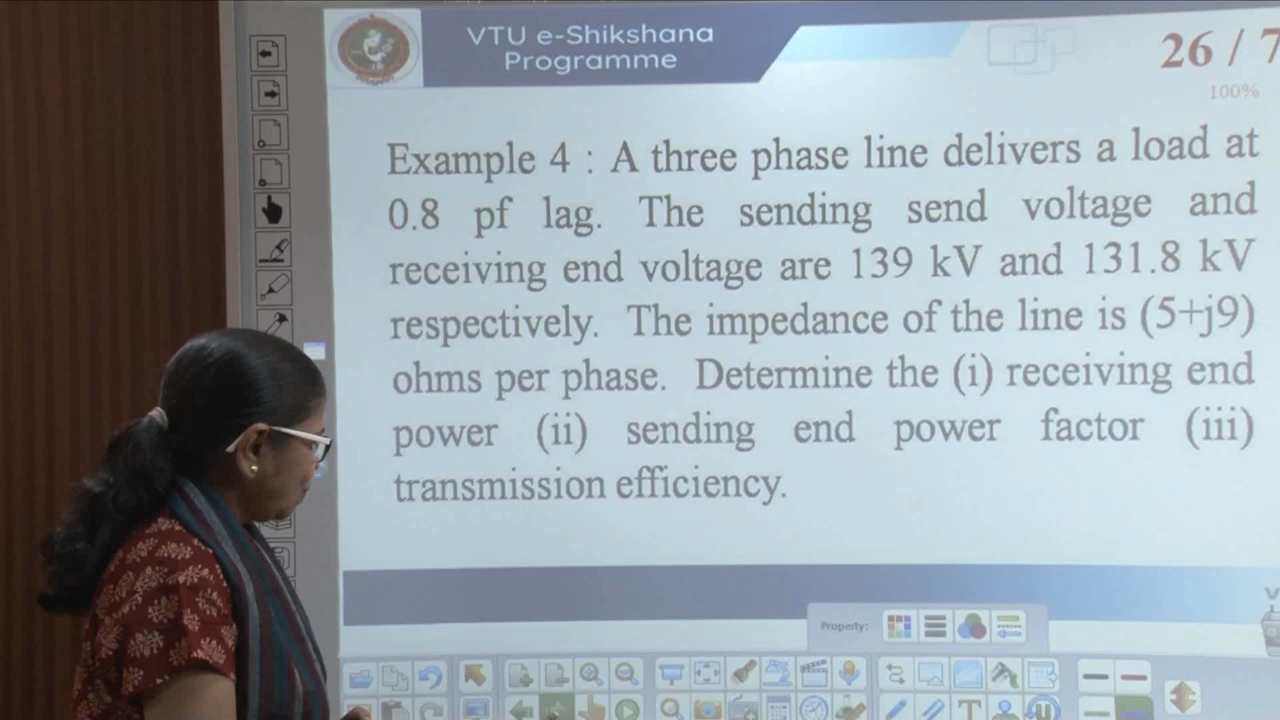 VTU e-Shikshana
Programme
26 / 7
100%
Example 4 : A three phase line delivers a load at
0.8 pf lag. The sending send voltage and
receiving end voltage are 139 kV and 131.8 kV
respectively. The impedance of the line is (5+j9)
ohms per phase. Determine the (i) receiving end
power (ii) sending end power factor (iii)
transmission efficiency.
Property: